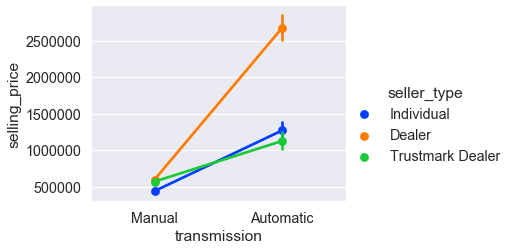 2500000
2000000
1500000
1000000
500000
selling_price
Manual
Automatic
transmission
seller_type
Individual
Dealer
Trustmark Dealer